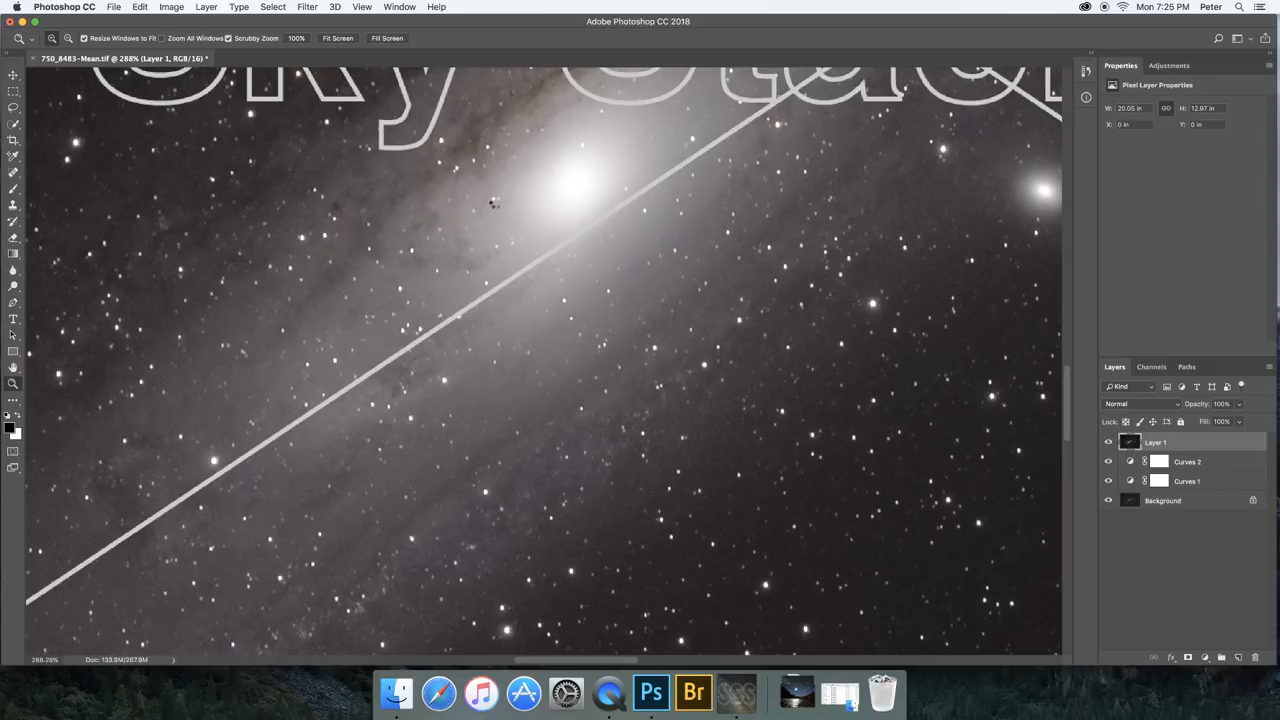 Photoshop CC File Edit Image Layer Type Select Filter 3D View Window Help Mon 7:25 PM Peter
Adobe Photoshop CC 2018
Resize Windows to Fit Zoom All Windows Scrubby Zoom 100% Fit Screen Fill Screen
× 750_8483-Mean.tif @ 288% (Layer 1, RGB/16) *
Properties Adjustments
Pixel Layer Properties
W: 20.05 in H: 12.97 in
X: 0 in Y: 0 in
Layers Channels Paths
Kind
Normal Opacity: 100%
Lock: Fill: 100%
Layer 1
Curves 2
Curves 1
Background
288.28% Doc: 133.9M/267.9M
Ps Br